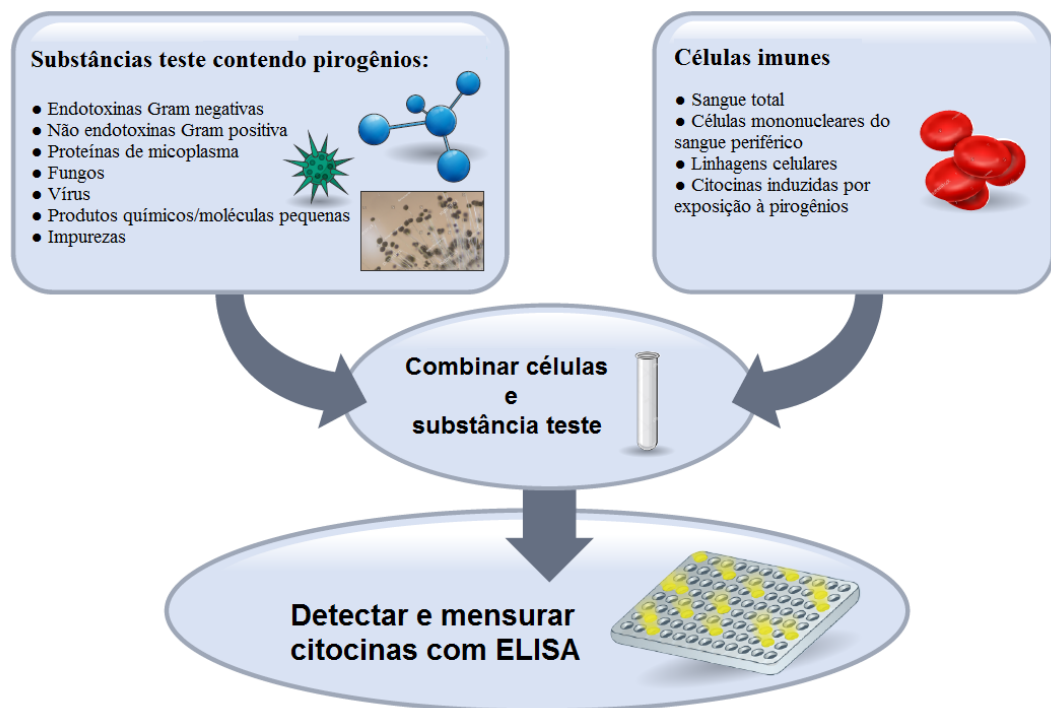 Substâncias teste contendo pirogênios:
● Endotoxinas Gram negativas
● Não endotoxinas Gram positiva
● Proteínas de micoplasma
● Fungos
● Vírus
● Produtos químicos/moléculas pequenas
● Impurezas
Células imunes
● Sangue total
● Células mononucleares do
sangue periférico
● Linhagens celulares
● Citocinas induzidas por
exposição à pirogênios
Combinar células
e
substância teste
Detectar e mensurar
citocinas com ELISA